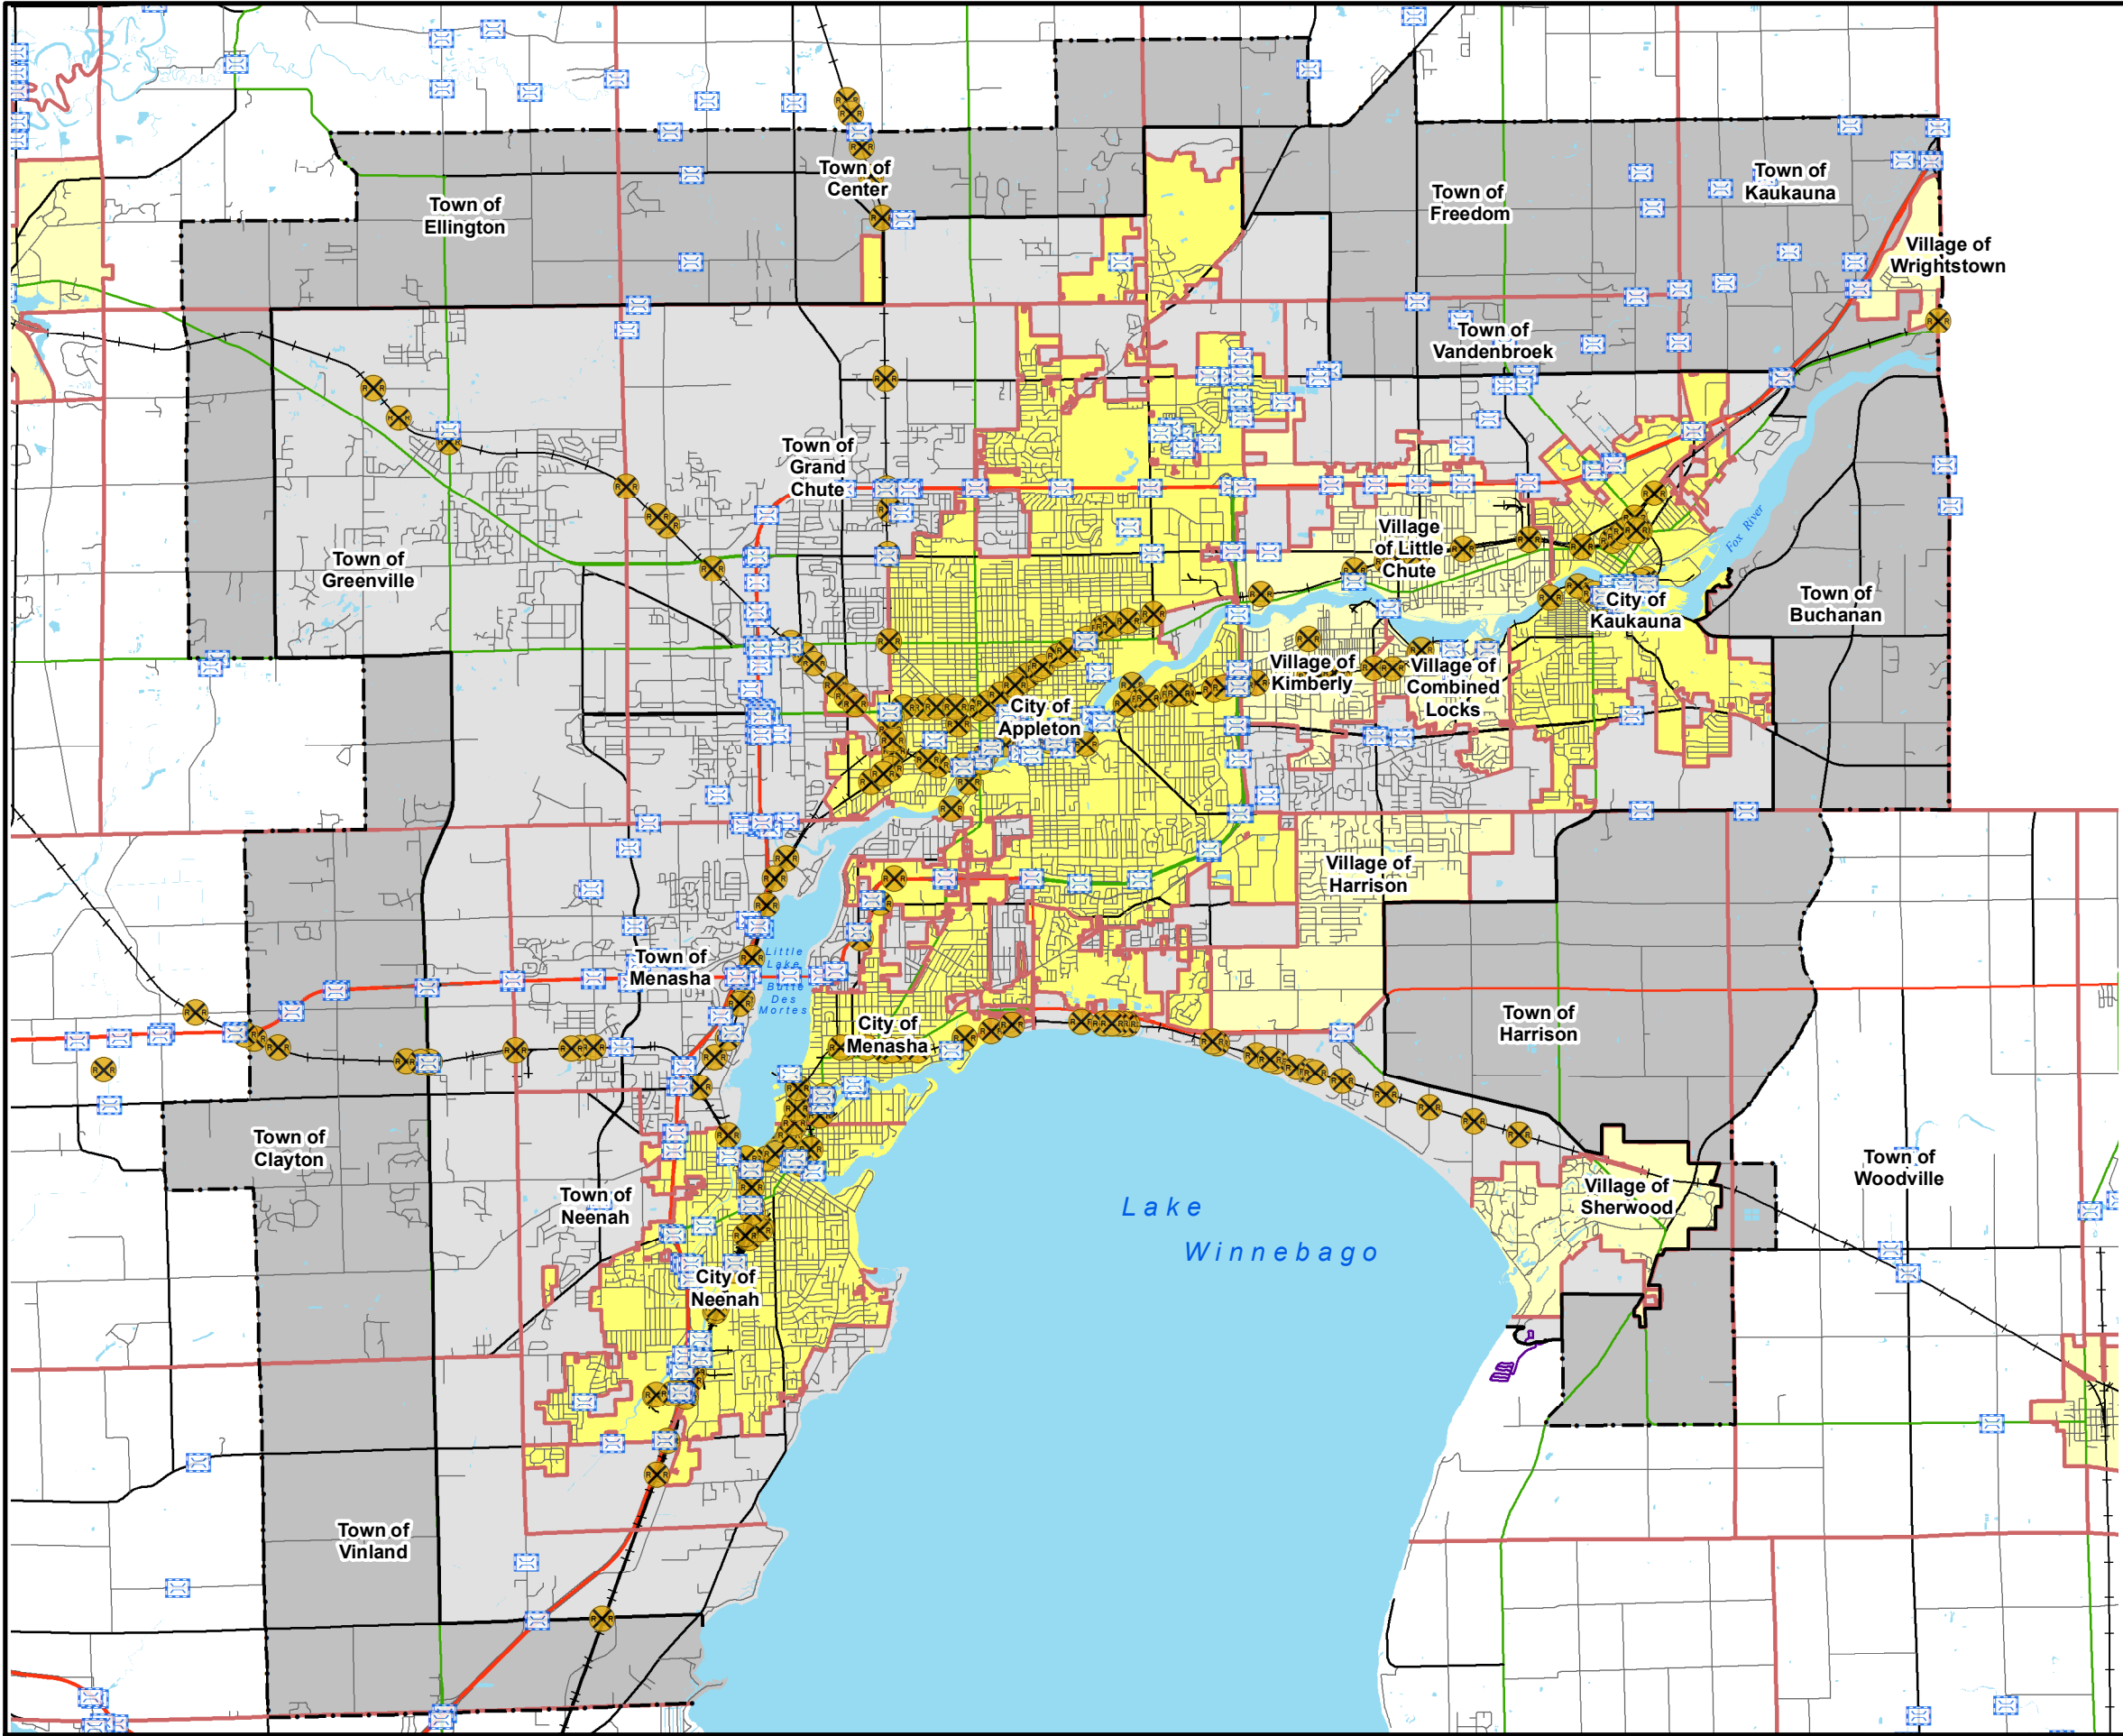 Town of
Center
Town of
Ellington
Town of
Freedom
Town of
Kaukauna
Village of
Wrightstown
Town of
Vandenbroek
Town of
Grand
Chute
Town of
Greenville
Village
of Little
Chute
Fox River
City of
Kaukauna
Town of
Buchanan
Village of
Kimberly
Village of
Combined
Locks
City of
Appleton
Village of
Harrison
Town of
Menasha
Little
Lake
Butte
Des
Mortes
City of
Menasha
Town of
Harrison
Town of
Clayton
Town of
Neenah
Lake
Winnebago
Village of
Sherwood
Town of
Woodville
City of
Neenah
Town of
Vinland